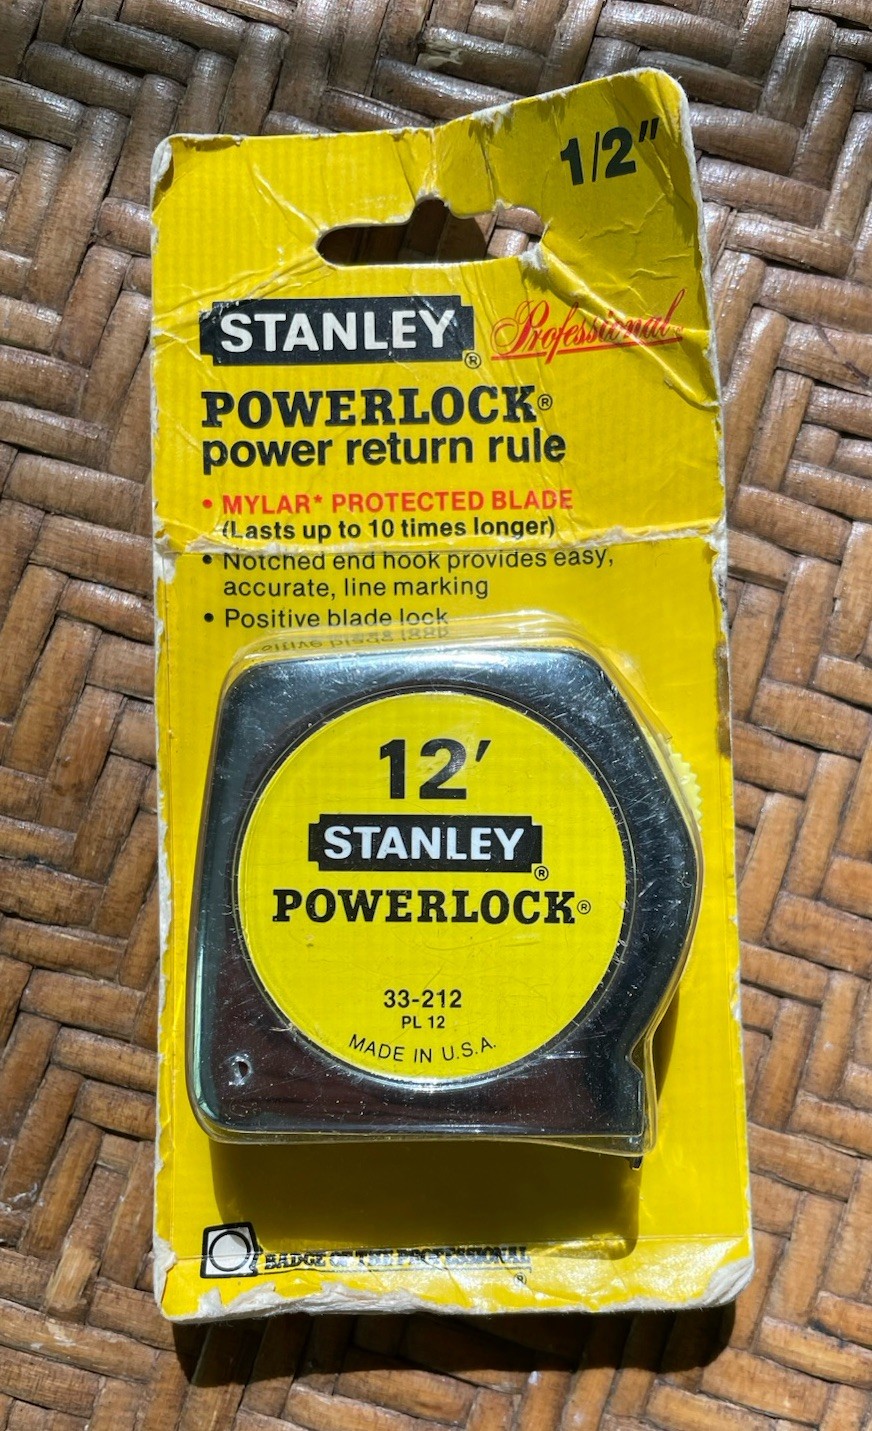 1/2"
STANLEY® Professional®
POWERLOCK®
power return rule
• MYLAR* PROTECTED BLADE
(Lasts up to 10 times longer)
• Notched end hook provides easy,
accurate, line marking
• Positive blade lock
12'
STANLEY®
POWERLOCK®
33-212
PL 12
MADE IN U.S.A.
BADGE OF THE PROFESSIONAL
®